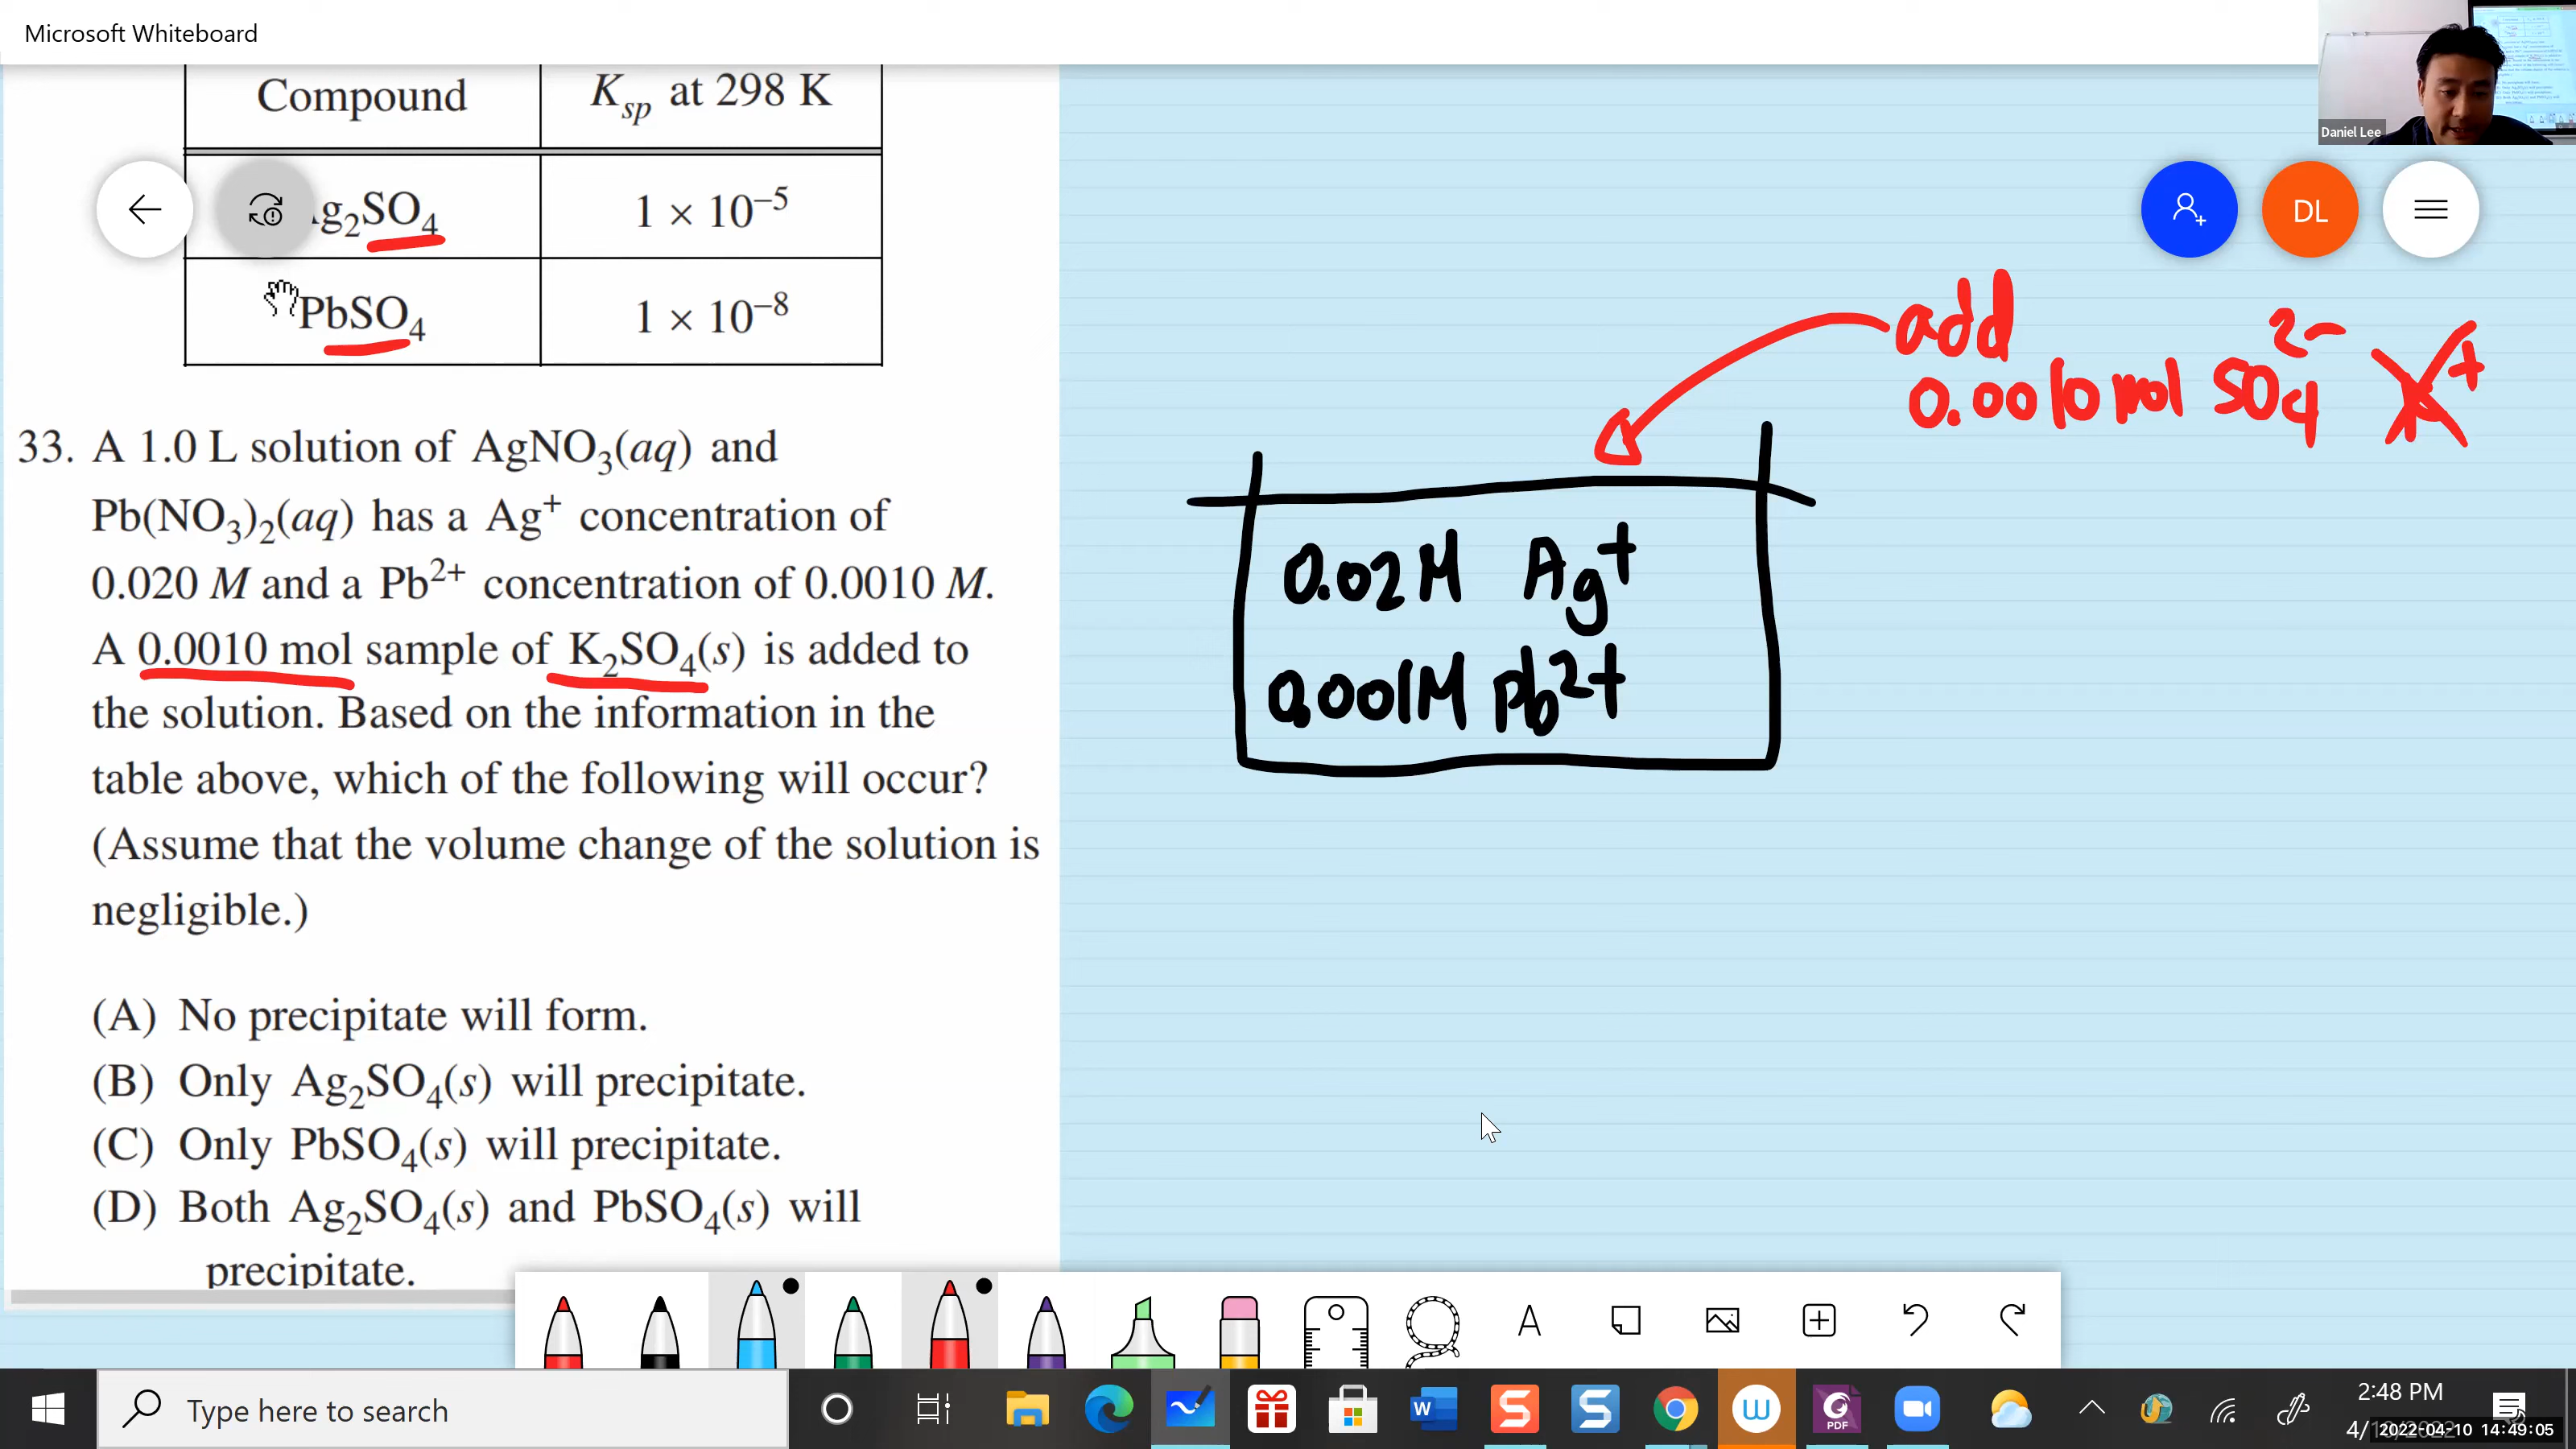 Microsoft Whiteboard
Daniel Lee
DL
Compound
Ksp at 298 K
g₂SO₄
1 × 10⁻⁵
PbSO₄
1 × 10⁻⁸
33. A 1.0 L solution of AgNO₃(aq) and
Pb(NO₃)₂(aq) has a Ag⁺ concentration of
0.020 M and a Pb²⁺ concentration of 0.0010 M.
A 0.0010 mol sample of K₂SO₄(s) is added to
the solution. Based on the information in the
table above, which of the following will occur?
(Assume that the volume change of the solution is
negligible.)
(A) No precipitate will form.
(B) Only Ag₂SO₄(s) will precipitate.
(C) Only PbSO₄(s) will precipitate.
(D) Both Ag₂SO₄(s) and PbSO₄(s) will
precipitate.
add
0.0010 mol SO₄²⁻
0.02M Ag⁺
0.001M Pb²⁺
A
Type here to search
W
S
S
W
PDF
2:48 PM
2022-04-10 14:49:05